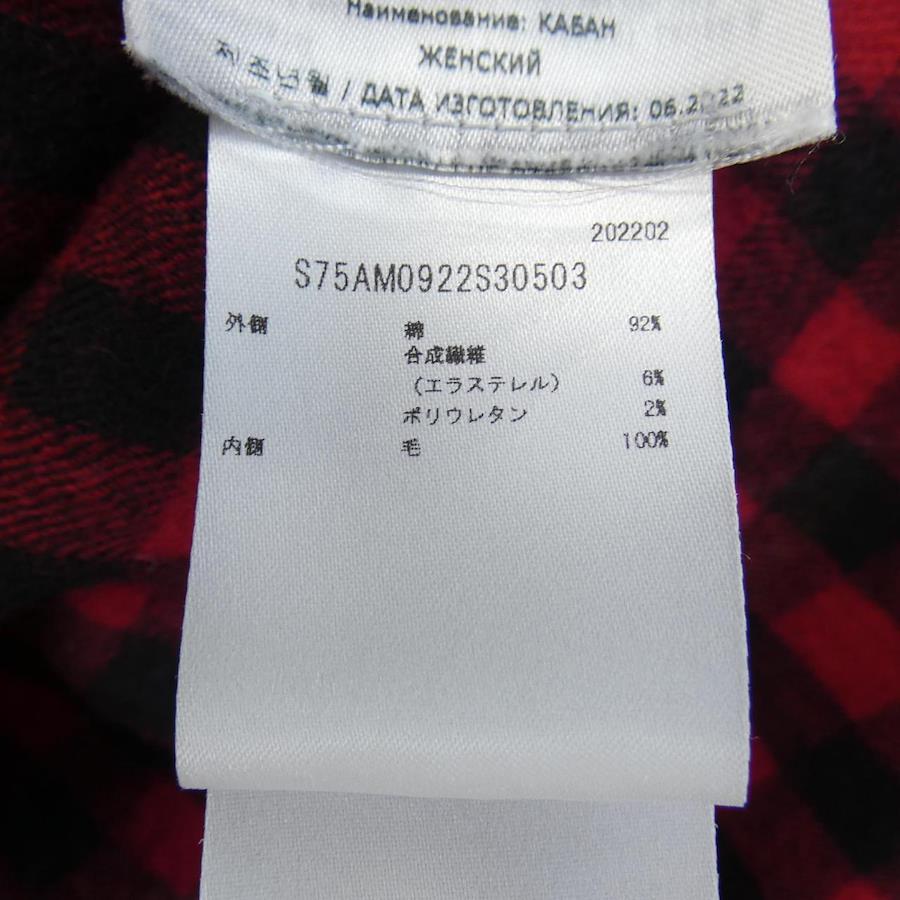 Наименование: КАБАН
ЖЕНСКИЙ
제조년월 / ДАТА ИЗГОТОВЛЕНИЯ: 06.2022
202202
S75AM0922S30503
外側 綿 92%
合成繊維
(エラステレル) 6%
ポリウレタン 2%
内側 毛 100%